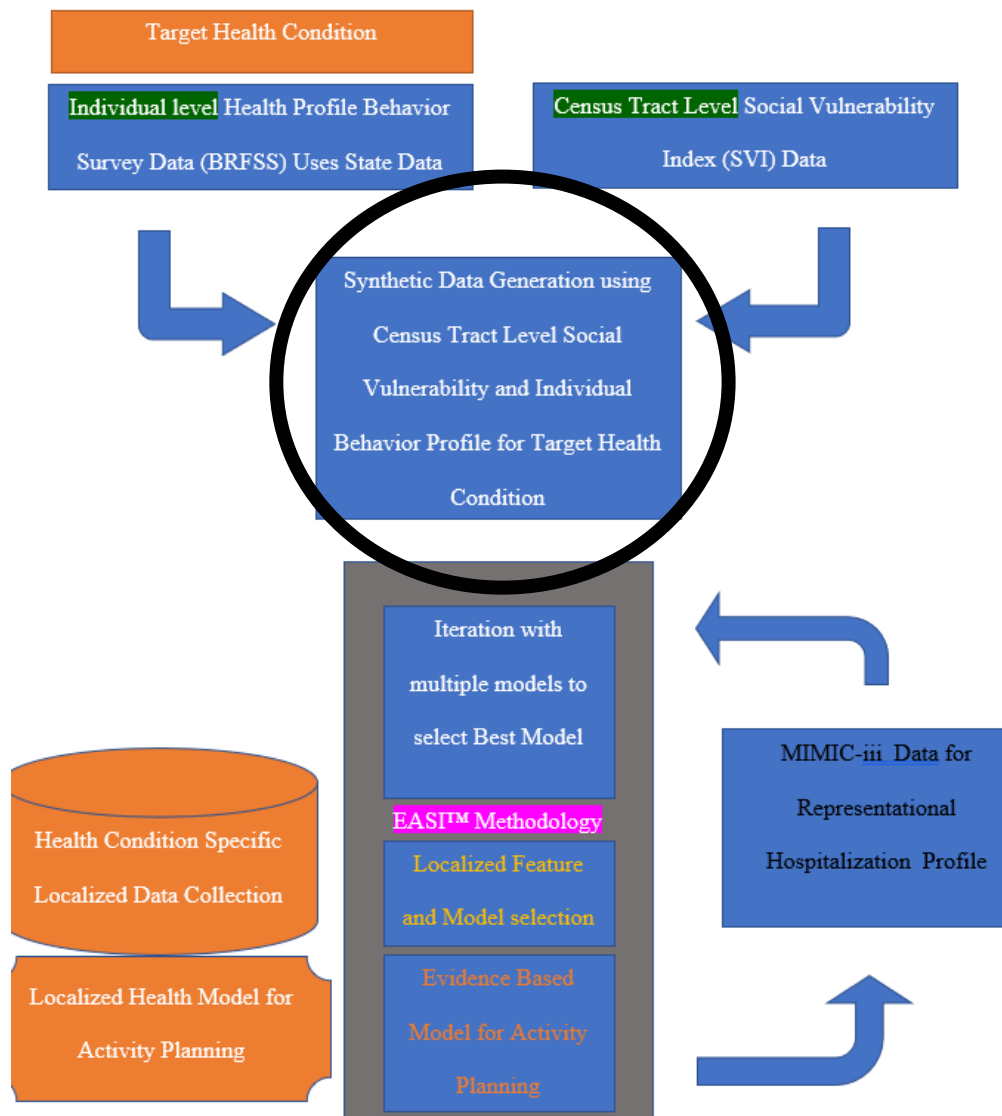 Target Health Condition
Individual level Health Profile Behavior
Survey Data (BRFSS) Uses State Data
Census Tract Level Social Vulnerability
Index (SVI) Data
Synthetic Data Generation using
Census Tract Level Social
Vulnerability and Individual
Behavior Profile for Target Health
Condition
Iteration with
multiple models to
select Best Model
EASI™ Methodology
Localized Feature
and Model selection
Evidence Based
Model for Activity
Planning
MIMIC-iii Data for
Representational
Hospitalization Profile
Health Condition Specific
Localized Data Collection
Localized Health Model for
Activity Planning